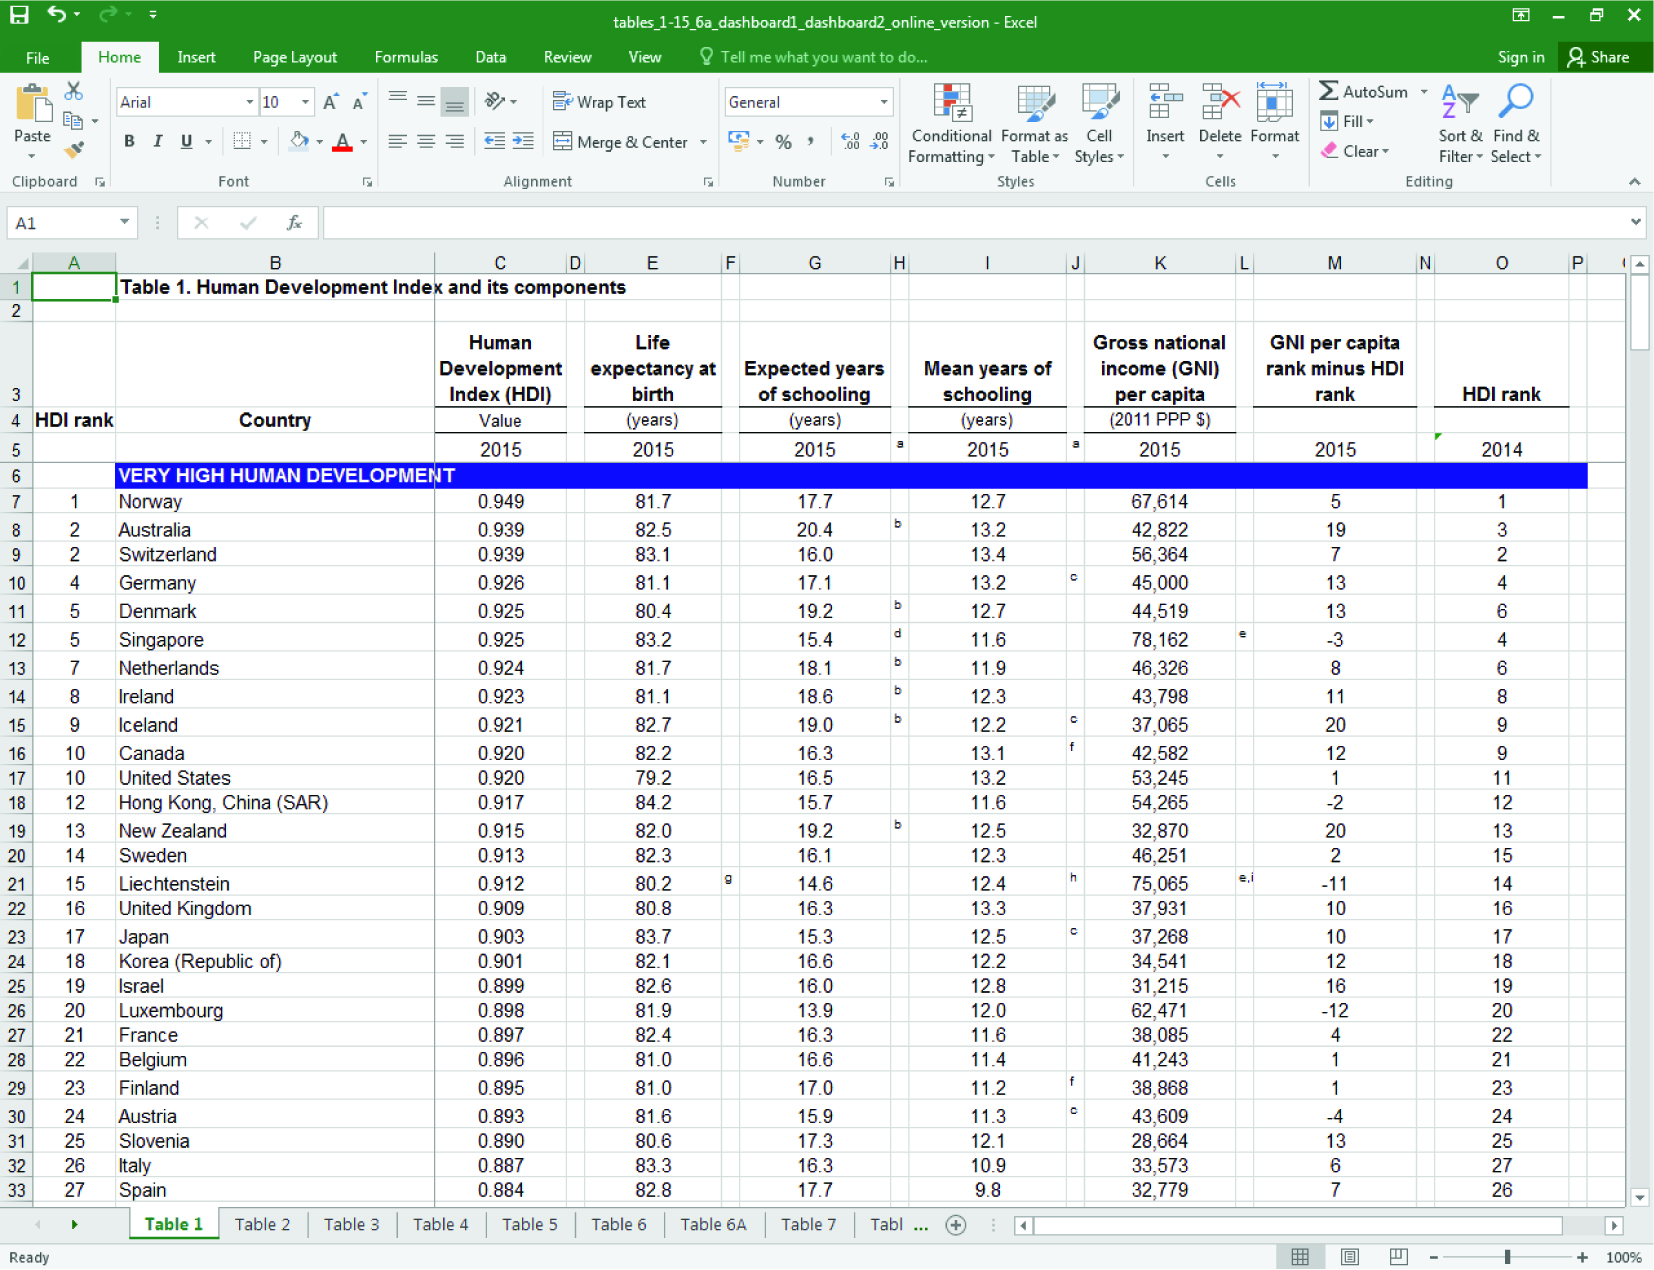 tables_1-15_6a_dashboard1_dashboard2_online_version - Excel
File Home Insert Page Layout Formulas Data Review View Tell me what you want to do... Sign in Share
Arial 10 A A Wrap Text General AutoSum
Paste B I U A Merge & Center % , Conditional Formatting Format as Table Cell Styles Insert Delete Format Fill Sort & Filter Find & Select
Clear
Clipboard Font Alignment Number Styles Cells Editing
A1 fx
A B C D E F G H I J K L M N O P
1 Table 1. Human Development Index and its components
2
3 Human Development Index (HDI) Life expectancy at birth Expected years of schooling Mean years of schooling Gross national income (GNI) per capita GNI per capita rank minus HDI rank HDI rank
4 HDI rank Country Value (years) (years) (years) (2011 PPP $)
5 2015 2015 2015 a 2015 a 2015 2015 2014
6 VERY HIGH HUMAN DEVELOPMENT
7 1 Norway 0.949 81.7 17.7 12.7 67,614 5 1
8 2 Australia 0.939 82.5 20.4 b 13.2 42,822 19 3
9 2 Switzerland 0.939 83.1 16.0 13.4 56,364 7 2
10 4 Germany 0.926 81.1 17.1 13.2 c 45,000 13 4
11 5 Denmark 0.925 80.4 19.2 b 12.7 44,519 13 6
12 5 Singapore 0.925 83.2 15.4 d 11.6 78,162 e -3 4
13 7 Netherlands 0.924 81.7 18.1 b 11.9 46,326 8 6
14 8 Ireland 0.923 81.1 18.6 b 12.3 43,798 11 8
15 9 Iceland 0.921 82.7 19.0 b 12.2 c 37,065 20 9
16 10 Canada 0.920 82.2 16.3 13.1 f 42,582 12 9
17 10 United States 0.920 79.2 16.5 13.2 53,245 1 11
18 12 Hong Kong, China (SAR) 0.917 84.2 15.7 11.6 54,265 -2 12
19 13 New Zealand 0.915 82.0 19.2 b 12.5 32,870 20 13
20 14 Sweden 0.913 82.3 16.1 12.3 46,251 2 15
21 15 Liechtenstein 0.912 80.2 g 14.6 12.4 h 75,065 e,i -11 14
22 16 United Kingdom 0.909 80.8 16.3 13.3 37,931 10 16
23 17 Japan 0.903 83.7 15.3 12.5 c 37,268 10 17
24 18 Korea (Republic of) 0.901 82.1 16.6 12.2 34,541 12 18
25 19 Israel 0.899 82.6 16.0 12.8 31,215 16 19
26 20 Luxembourg 0.898 81.9 13.9 12.0 62,471 -12 20
27 21 France 0.897 82.4 16.3 11.6 38,085 4 22
28 22 Belgium 0.896 81.0 16.6 11.4 41,243 1 21
29 23 Finland 0.895 81.0 17.0 11.2 f 38,868 1 23
30 24 Austria 0.893 81.6 15.9 11.3 c 43,609 -4 24
31 25 Slovenia 0.890 80.6 17.3 12.1 28,664 13 25
32 26 Italy 0.887 83.3 16.3 10.9 33,573 6 27
33 27 Spain 0.884 82.8 17.7 9.8 32,779 7 26
Table 1 Table 2 Table 3 Table 4 Table 5 Table 6 Table 6A Table 7 Tabl ...
Ready 100%